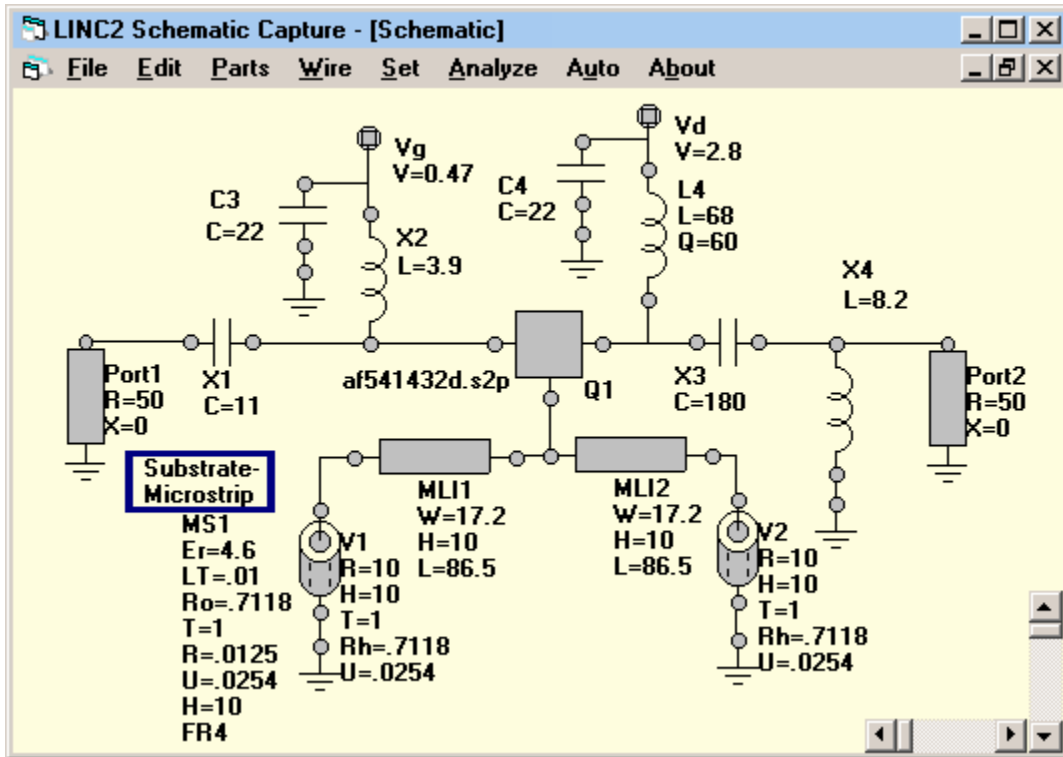 LINC2 Schematic Capture - [Schematic]
File Edit Parts Wire Set Analyze Auto About
Vg
V=0.47
C3
C=22
X2
L=3.9
Vd
V=2.8
C4
C=22
L4
L=68
Q=60
X4
L=8.2
Port1
R=50
X=0
X1
C=11
af541432d.s2p
Q1
X3
C=180
Port2
R=50
X=0
Substrate-
Microstrip
MS1
Er=4.6
LT=.01
Ro=.7118
T=1
R=.0125
U=.0254
H=10
FR4
MLI1
W=17.2
H=10
L=86.5
MLI2
W=17.2
H=10
L=86.5
V1
R=10
H=10
T=1
Rh=.7118
U=.0254
V2
R=10
H=10
T=1
Rh=.7118
U=.0254